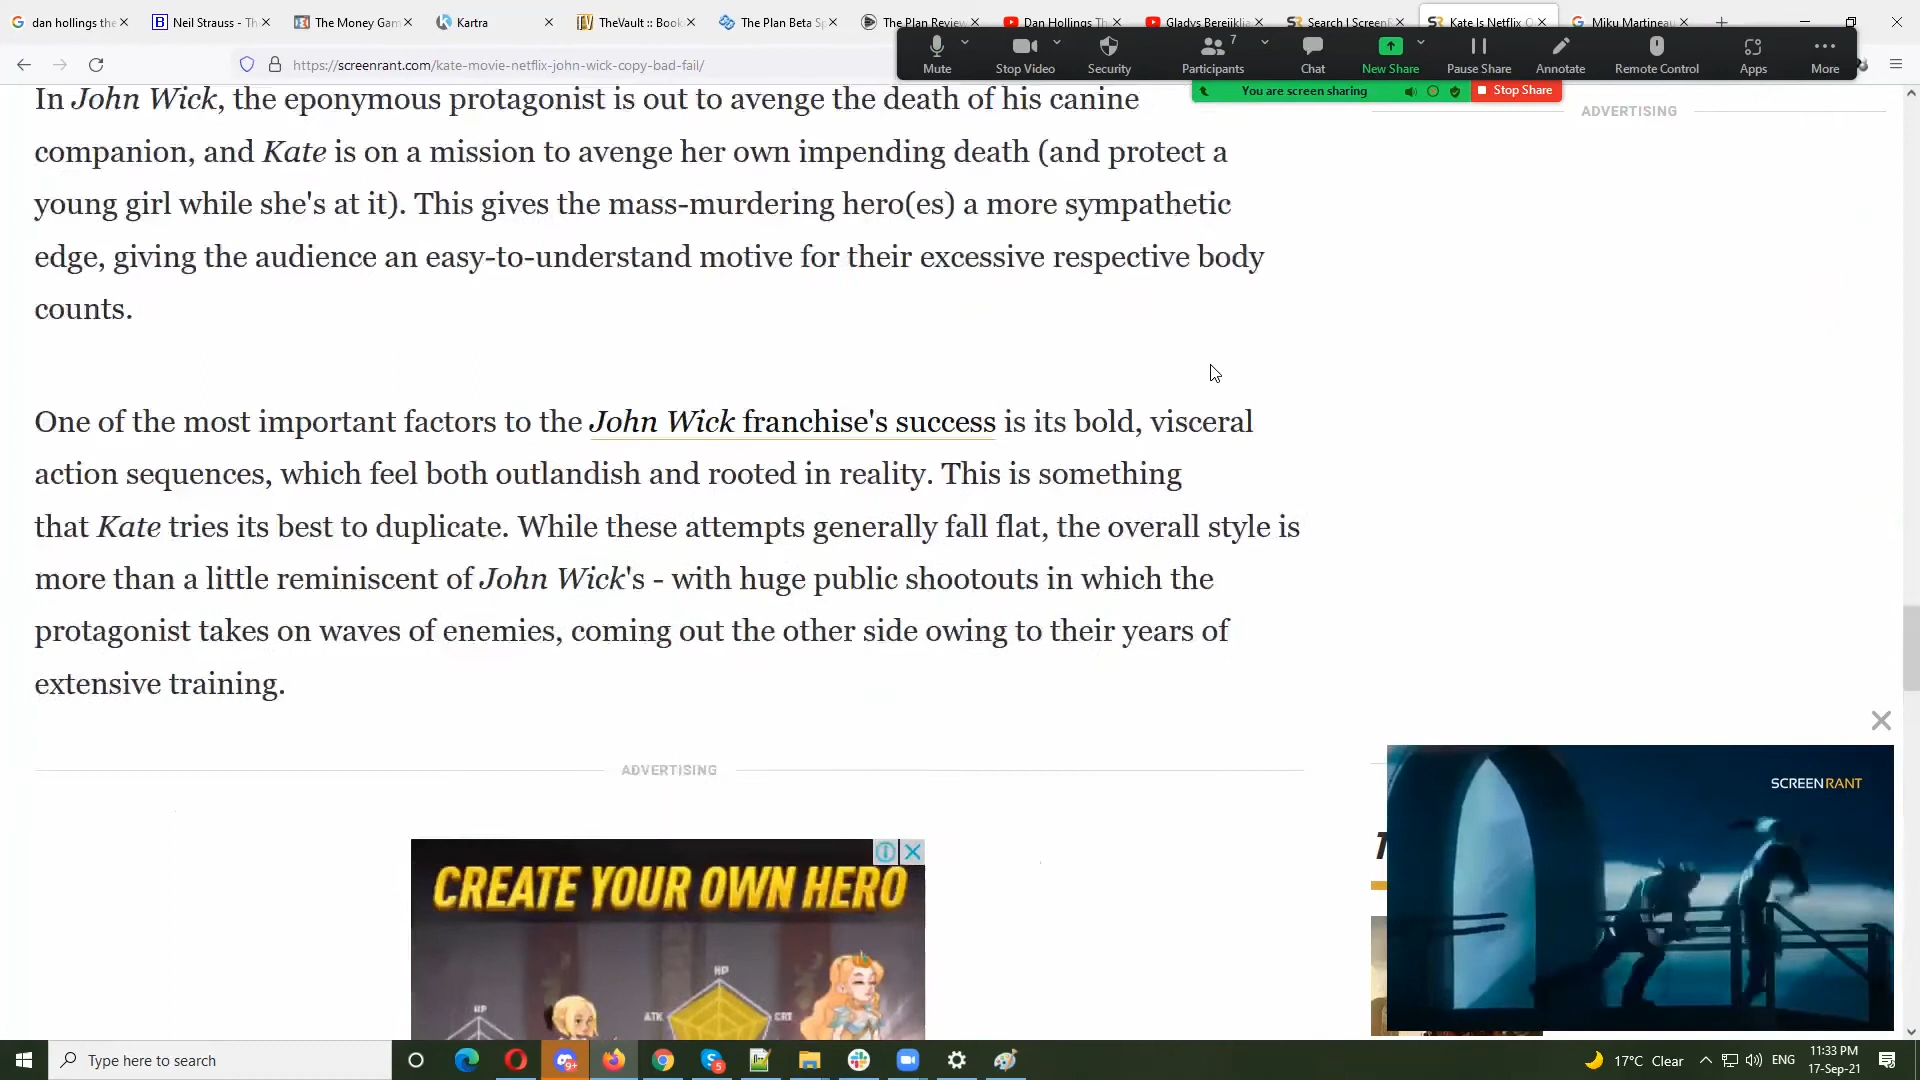 dan hollings the
Neil Strauss - Th
The Money Gam
Kartra
TheVault :: Book
The Plan Beta Sp
The Plan Review
Dan Hollings The
Gladys Berejiklia
Search | ScreenR
Kate Is Netflix O
Miku Martineau
https://screenrant.com/kate-movie-netflix-john-wick-copy-bad-fail/
Mute
Stop Video
Security
Participants
7
Chat
New Share
Pause Share
Annotate
Remote Control
Apps
More
You are screen sharing
Stop Share
In John Wick, the eponymous protagonist is out to avenge the death of his canine
companion, and Kate is on a mission to avenge her own impending death (and protect a
young girl while she's at it). This gives the mass-murdering hero(es) a more sympathetic
edge, giving the audience an easy-to-understand motive for their excessive respective body
counts.
ADVERTISING
One of the most important factors to the John Wick franchise's success is its bold, visceral
action sequences, which feel both outlandish and rooted in reality. This is something
that Kate tries its best to duplicate. While these attempts generally fall flat, the overall style is
more than a little reminiscent of John Wick's - with huge public shootouts in which the
protagonist takes on waves of enemies, coming out the other side owing to their years of
extensive training.
ADVERTISING
SCREENRANT
CREATE YOUR OWN HERO
HP
HP
ATK
CRT
Type here to search
9+
5
17°C Clear
ENG
11:33 PM
17-Sep-21